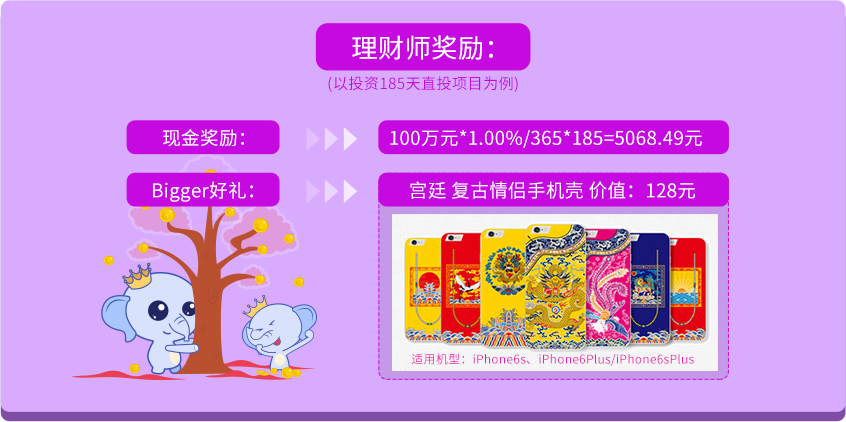 理财师奖励：
(以投资185天直投项目为例)
现金奖励：
100万元*1.00%/365*185=5068.49元
Bigger好礼：
宫廷 复古情侣手机壳 价值：128元
适用机型：iPhone6s、iPhone6Plus/iPhone6sPlus